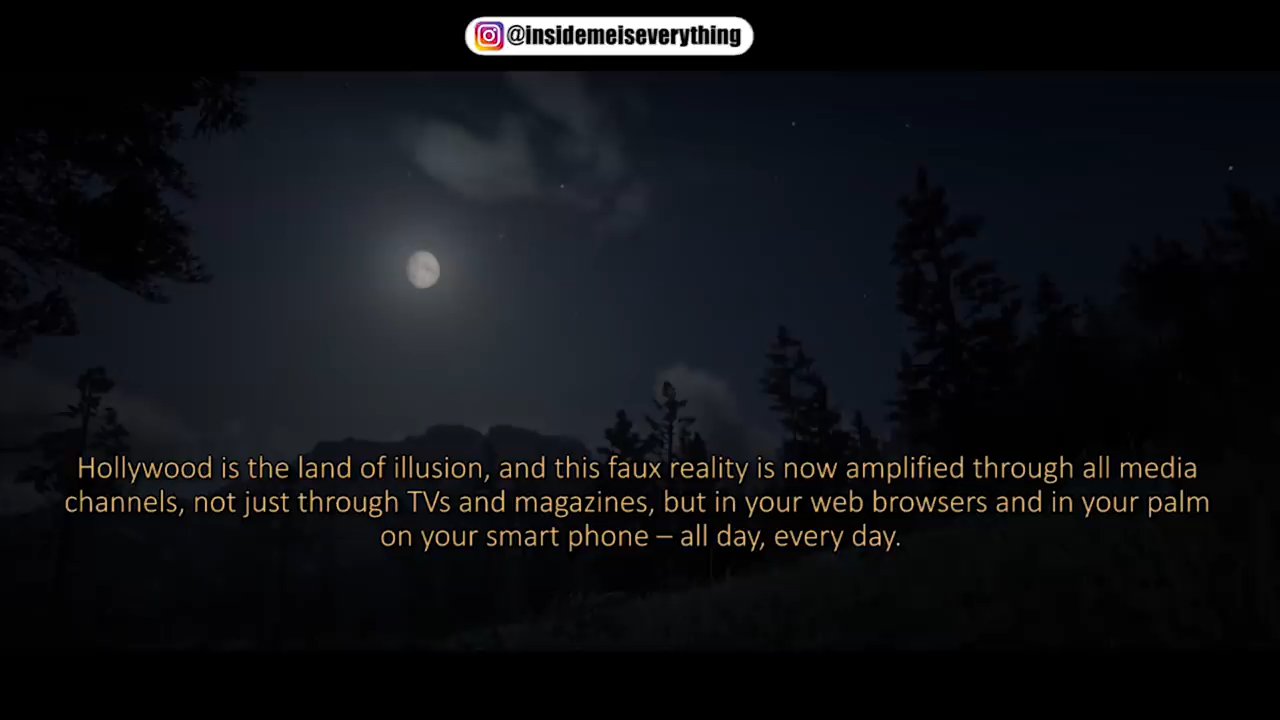 @insidemeiseverything
Hollywood is the land of illusion, and this faux reality is now amplified through all media
channels, not just through TVs and magazines, but in your web browsers and in your palm
on your smart phone – all day, every day.